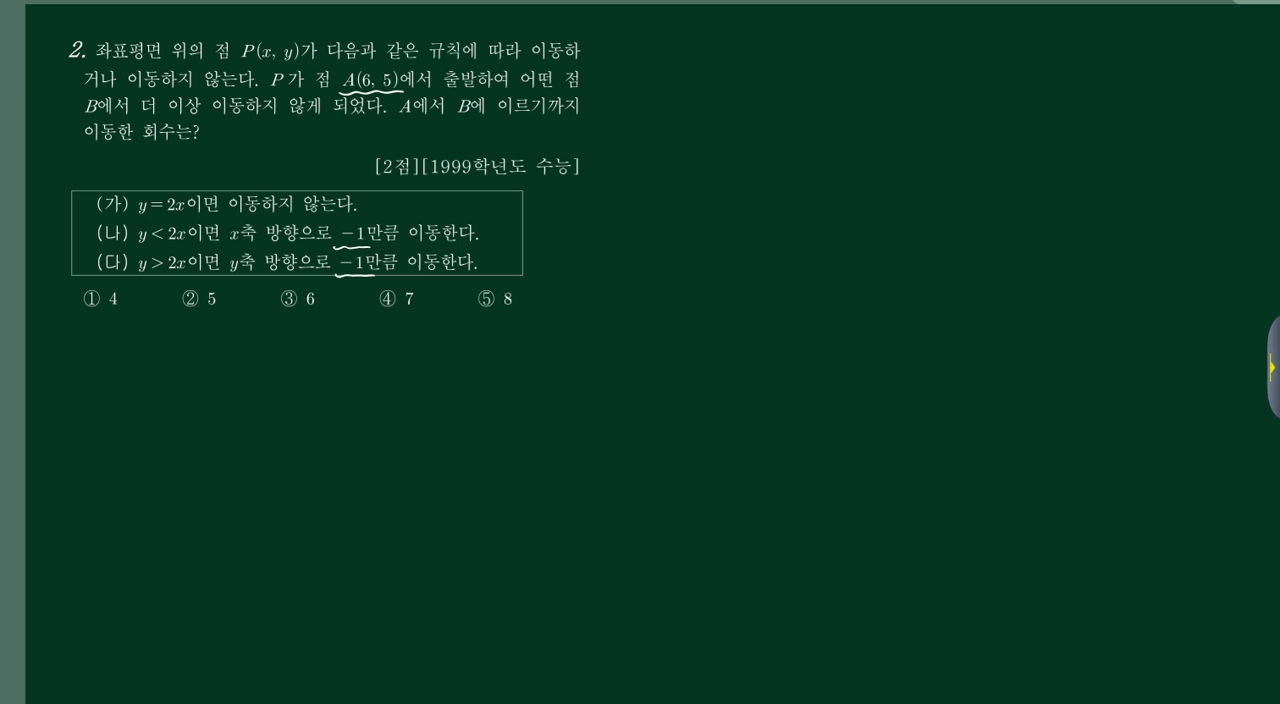 2. 좌표평면 위의 점 P(x, y)가 다음과 같은 규칙에 따라 이동하
거나 이동하지 않는다. P가 점 A(6, 5)에서 출발하여 어떤 점
B에서 더 이상 이동하지 않게 되었다. A에서 B에 이르기까지
이동한 회수는?
[2점][1999학년도 수능]
(가) y=2x이면 이동하지 않는다.
(나) y<2x이면 x축 방향으로 -1만큼 이동한다.
(다) y>2x이면 y축 방향으로 -1만큼 이동한다.
① 4 ② 5 ③ 6 ④ 7 ⑤ 8